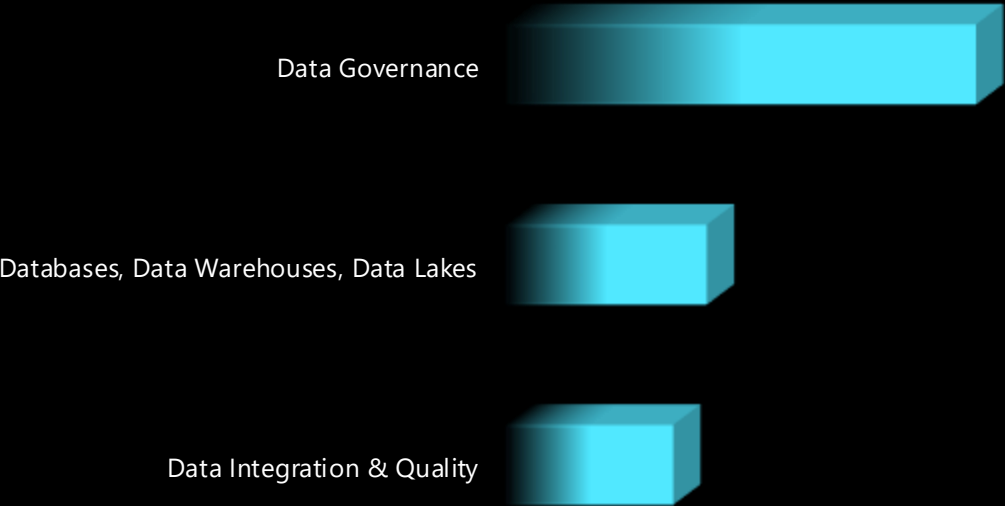 Data Governance
Databases, Data Warehouses, Data Lakes
Data Integration & Quality